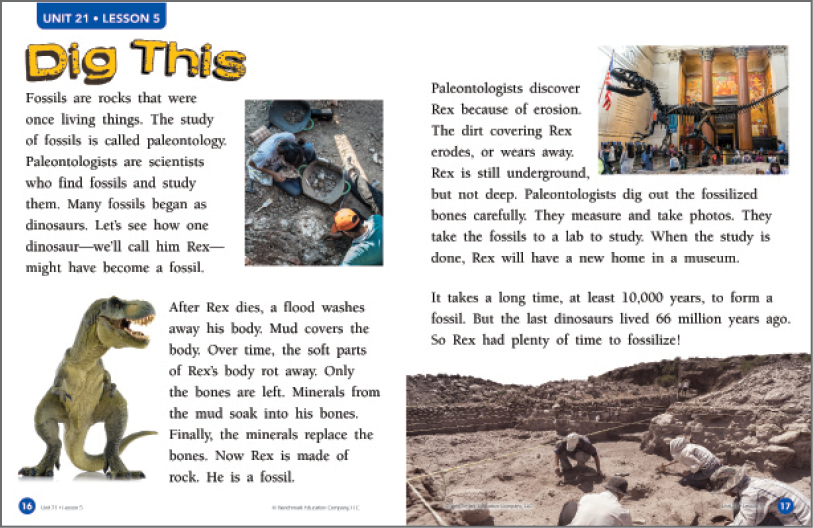 UNIT 21 • LESSON 5
Dig This
Fossils are rocks that were
once living things. The study
of fossils is called paleontology.
Paleontologists are scientists
who find fossils and study
them. Many fossils began as
dinosaurs. Let's see how one
dinosaur—we'll call him Rex—
might have become a fossil.
After Rex dies, a flood washes
away his body. Mud covers the
body. Over time, the soft parts
of Rex's body rot away. Only
the bones are left. Minerals from
the mud soak into his bones.
Finally, the minerals replace the
bones. Now Rex is made of
rock. He is a fossil.
16 Unit 21 • Lesson 5
© Benchmark Education Company, LLC
Paleontologists discover
Rex because of erosion.
The dirt covering Rex
erodes, or wears away.
Rex is still underground,
but not deep. Paleontologists dig out the fossilized
bones carefully. They measure and take photos. They
take the fossils to a lab to study. When the study is
done, Rex will have a new home in a museum.
It takes a long time, at least 10,000 years, to form a
fossil. But the last dinosaurs lived 66 million years ago.
So Rex had plenty of time to fossilize!
17